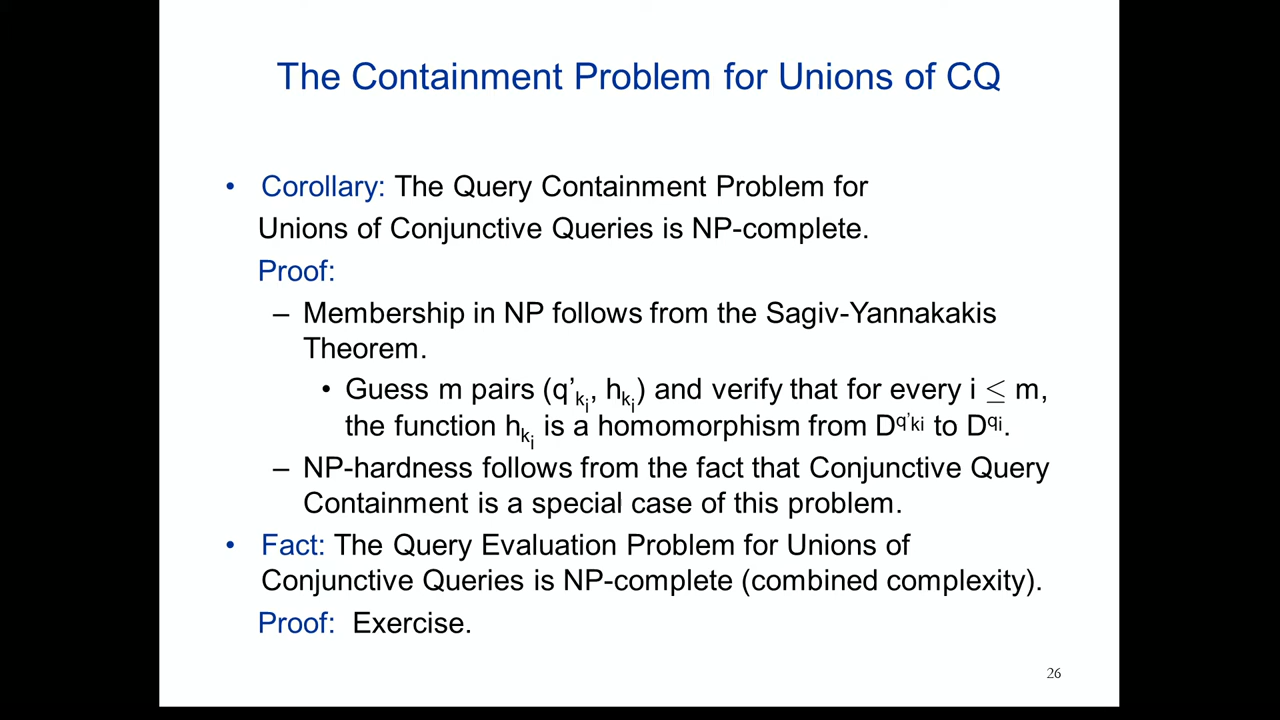 The Containment Problem for Unions of CQ
• Corollary: The Query Containment Problem for
Unions of Conjunctive Queries is NP-complete.
Proof:
– Membership in NP follows from the Sagiv-Yannakakis
Theorem.
• Guess m pairs (q’kᵢ, hkᵢ) and verify that for every i ≤ m,
the function hkᵢ is a homomorphism from Dq’ki to Dqi.
– NP-hardness follows from the fact that Conjunctive Query
Containment is a special case of this problem.
• Fact: The Query Evaluation Problem for Unions of
Conjunctive Queries is NP-complete (combined complexity).
Proof: Exercise.
26